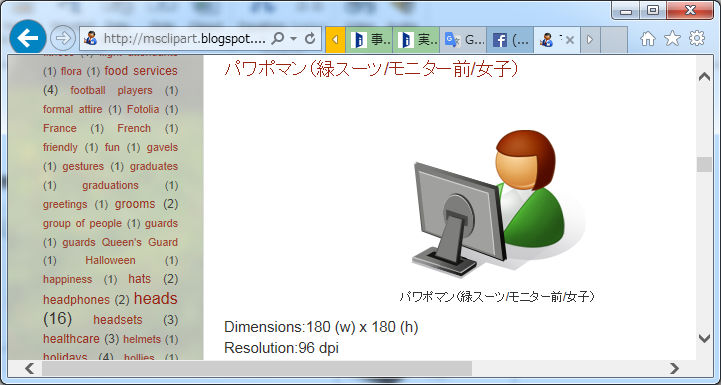 http://msclipart.blogspot....
事...
実...
G...
f (...
パワポマン（緑スーツ/モニター前/女子）
(1) flora (1) food services
(4) football players (1)
formal attire (1) Fotolia (1)
France (1) French (1)
friendly (1) fun (1) gavels
(1) gestures (1) graduates
(1) graduations (1)
greetings (1) grooms (2)
group of people (1) guards
(1) guards Queen's Guard
(1) Halloween (1)
happiness (1) hats (2)
headphones (2) heads
(16) headsets (3)
healthcare (3) helmets (1)
holidays (4) hollies (1)
パワポマン（緑スーツ/モニター前/女子）
Dimensions:180 (w) x 180 (h)
Resolution:96 dpi